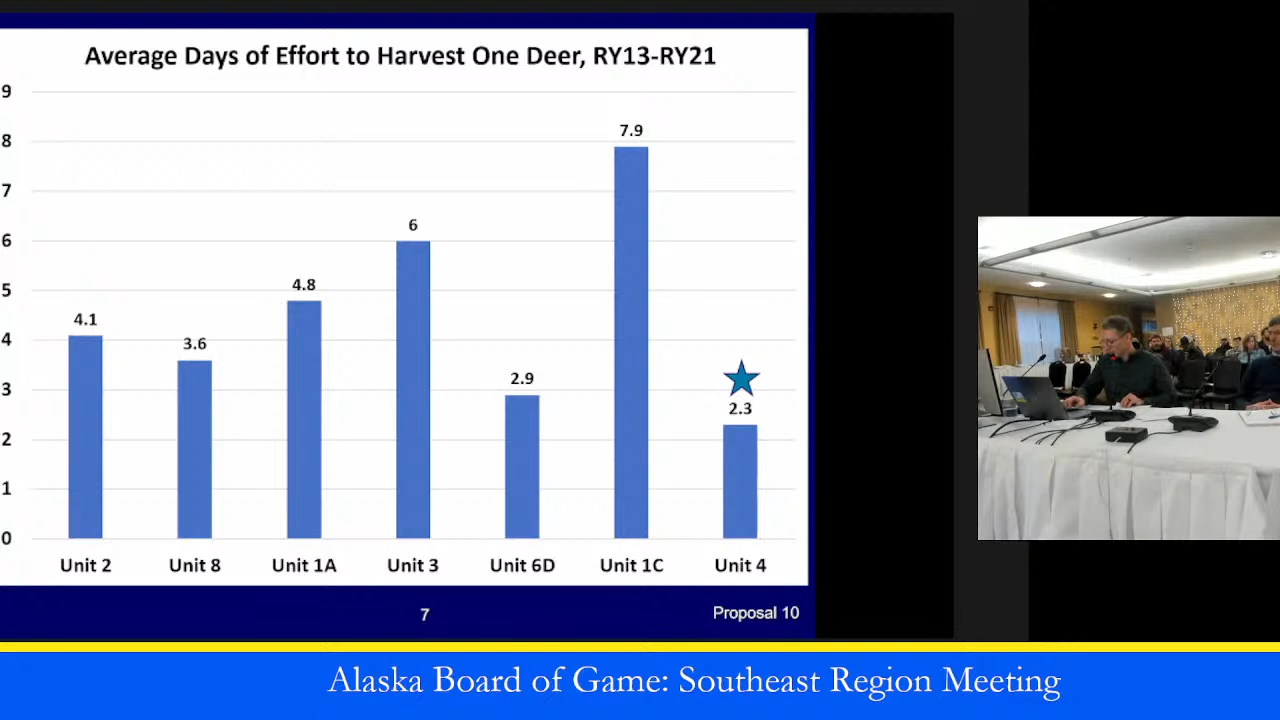 Average Days of Effort to Harvest One Deer, RY13-RY21
9
8
7
6
5
4
3
2
1
0
4.1
3.6
4.8
6
2.9
7.9
2.3
Unit 2
Unit 8
Unit 1A
Unit 3
Unit 6D
Unit 1C
Unit 4
7
Proposal 10
Alaska Board of Game: Southeast Region Meeting